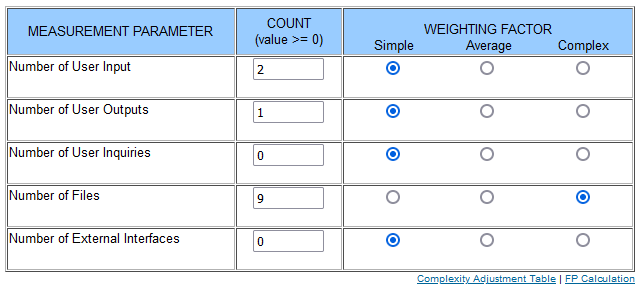 MEASUREMENT PARAMETER
COUNT
(value >= 0)
WEIGHTING FACTOR
Simple Average Complex
Number of User Input 2
Number of User Outputs 1
Number of User Inquiries 0
Number of Files 9
Number of External Interfaces 0
Complexity Adjustment Table | FP Calculation